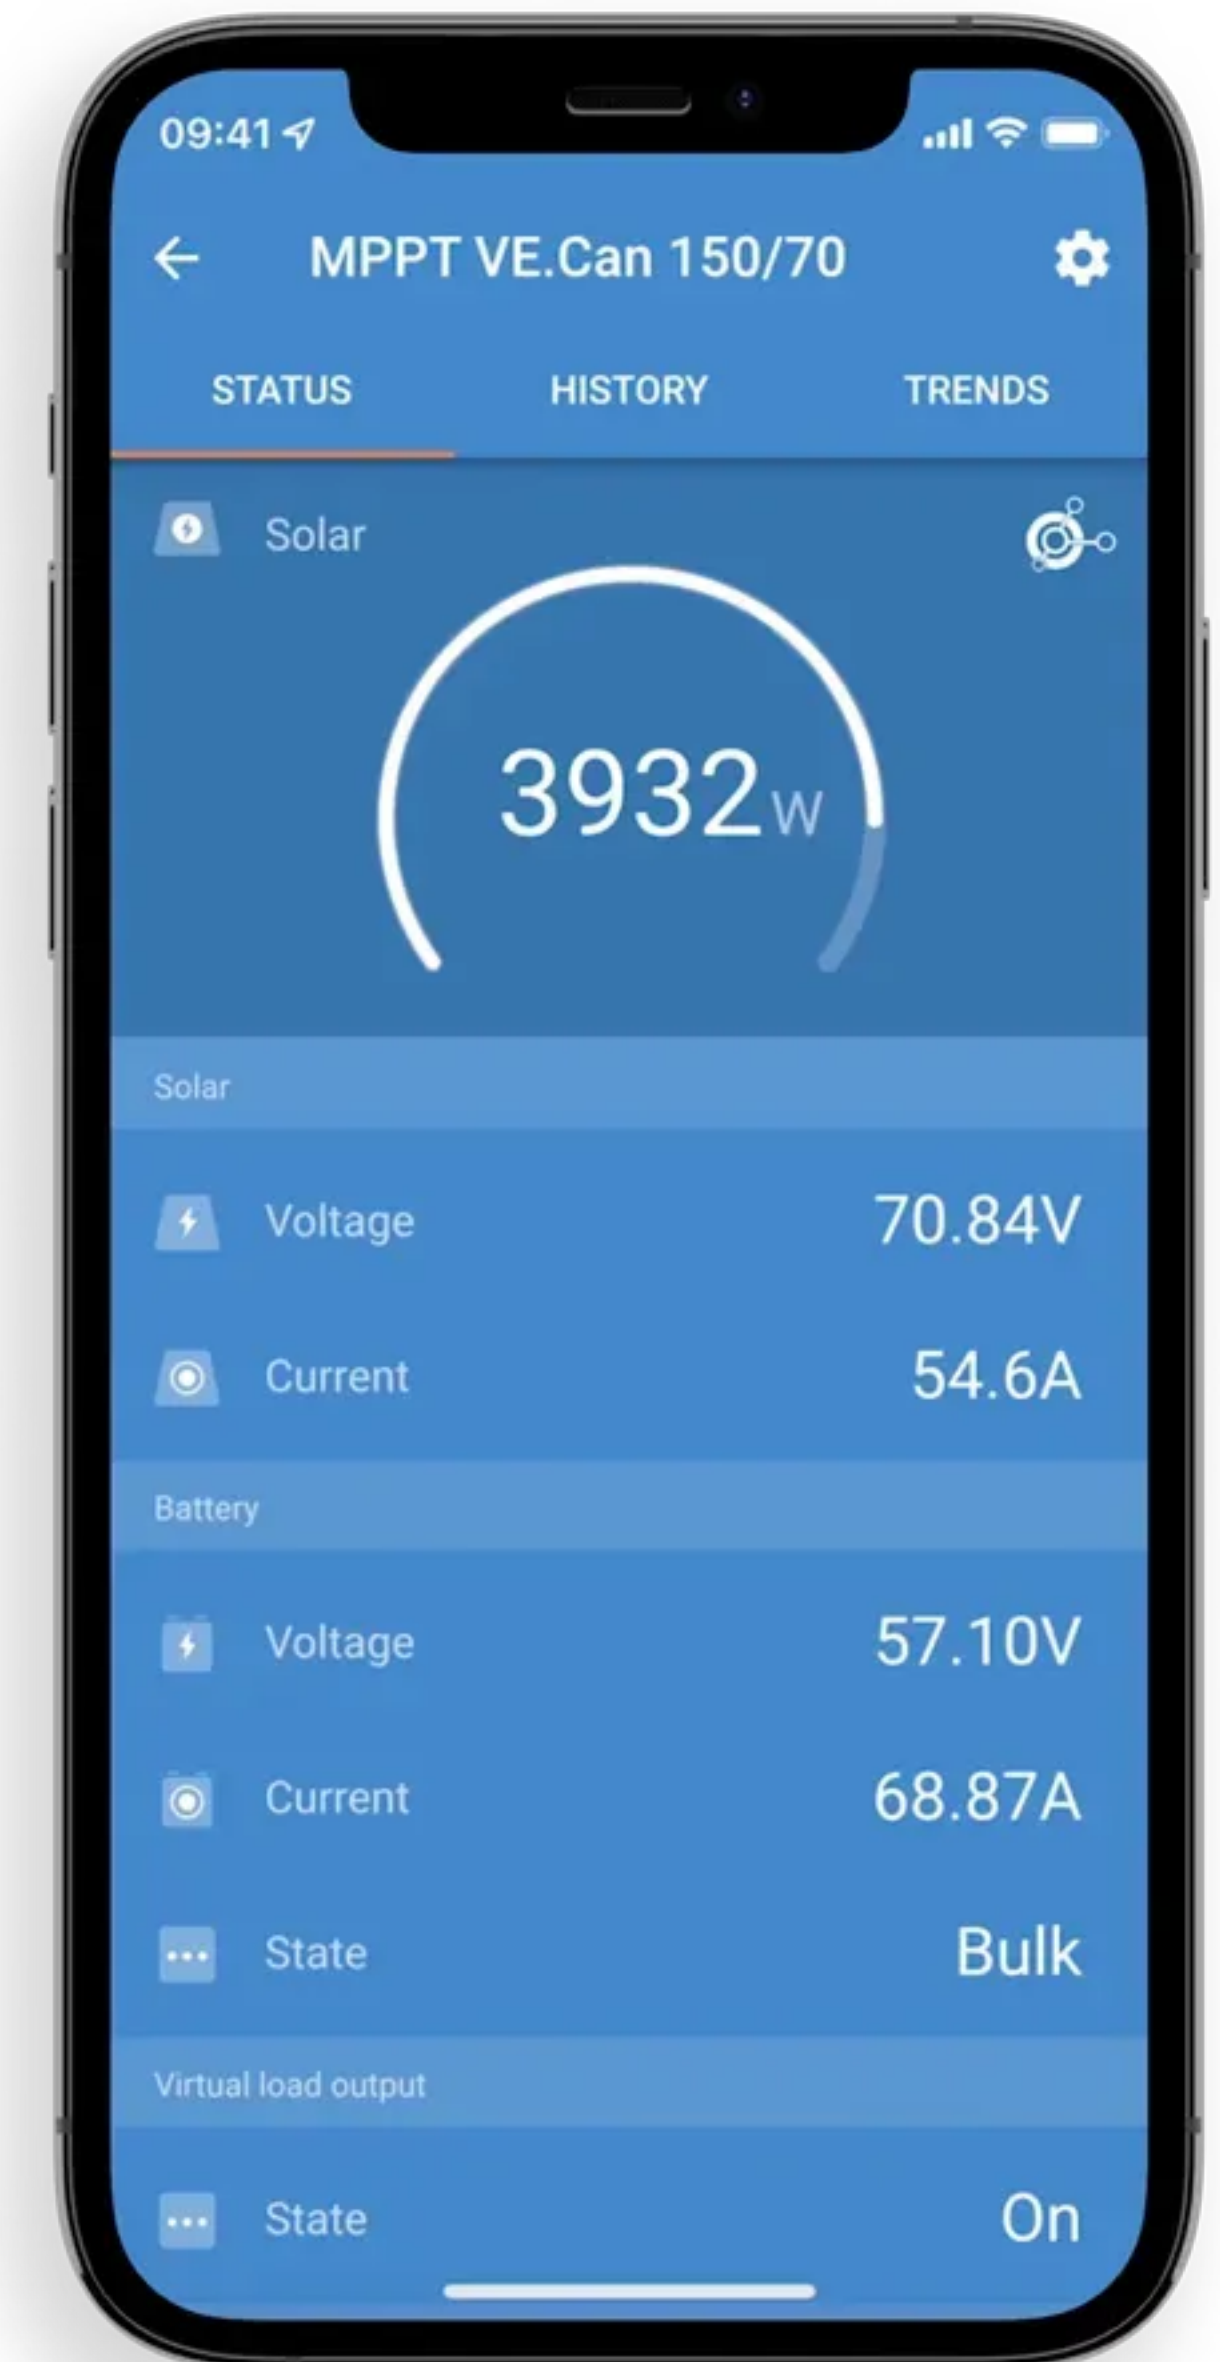 09:41
MPPT VE.Can 150/70
STATUS HISTORY TRENDS
Solar
3932W
Solar
Voltage 70.84V
Current 54.6A
Battery
Voltage 57.10V
Current 68.87A
State Bulk
Virtual load output
State On